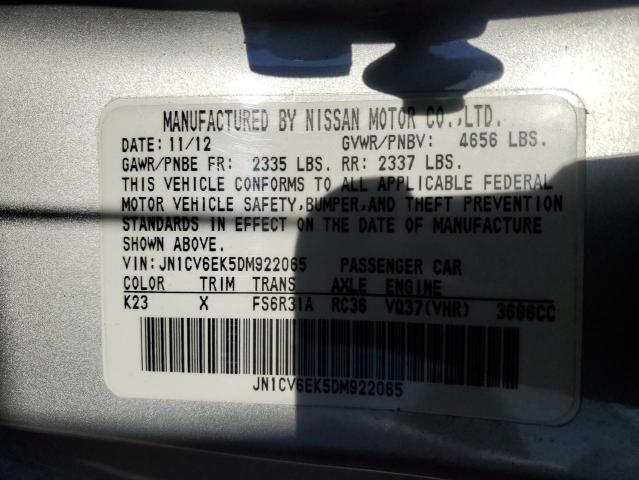 MANUFACTURED BY NISSAN MOTOR CO.,LTD.
DATE: 11/12 GVWR/PNBV: 4656 LBS.
GAWR/PNBE FR: 2335 LBS. RR: 2337 LBS.
THIS VEHICLE CONFORMS TO ALL APPLICABLE FEDERAL
MOTOR VEHICLE SAFETY,BUMPER,AND THEFT PREVENTION
STANDARDS IN EFFECT ON THE DATE OF MANUFACTURE
SHOWN ABOVE.
VIN:JN1CV6EK5DM922065 PASSENGER CAR
COLOR TRIM TRANS AXLE ENGINE
K23 X FS6R31A RC36 VQ37(VHR) 3696CC
JN1CV6EK5DM922065